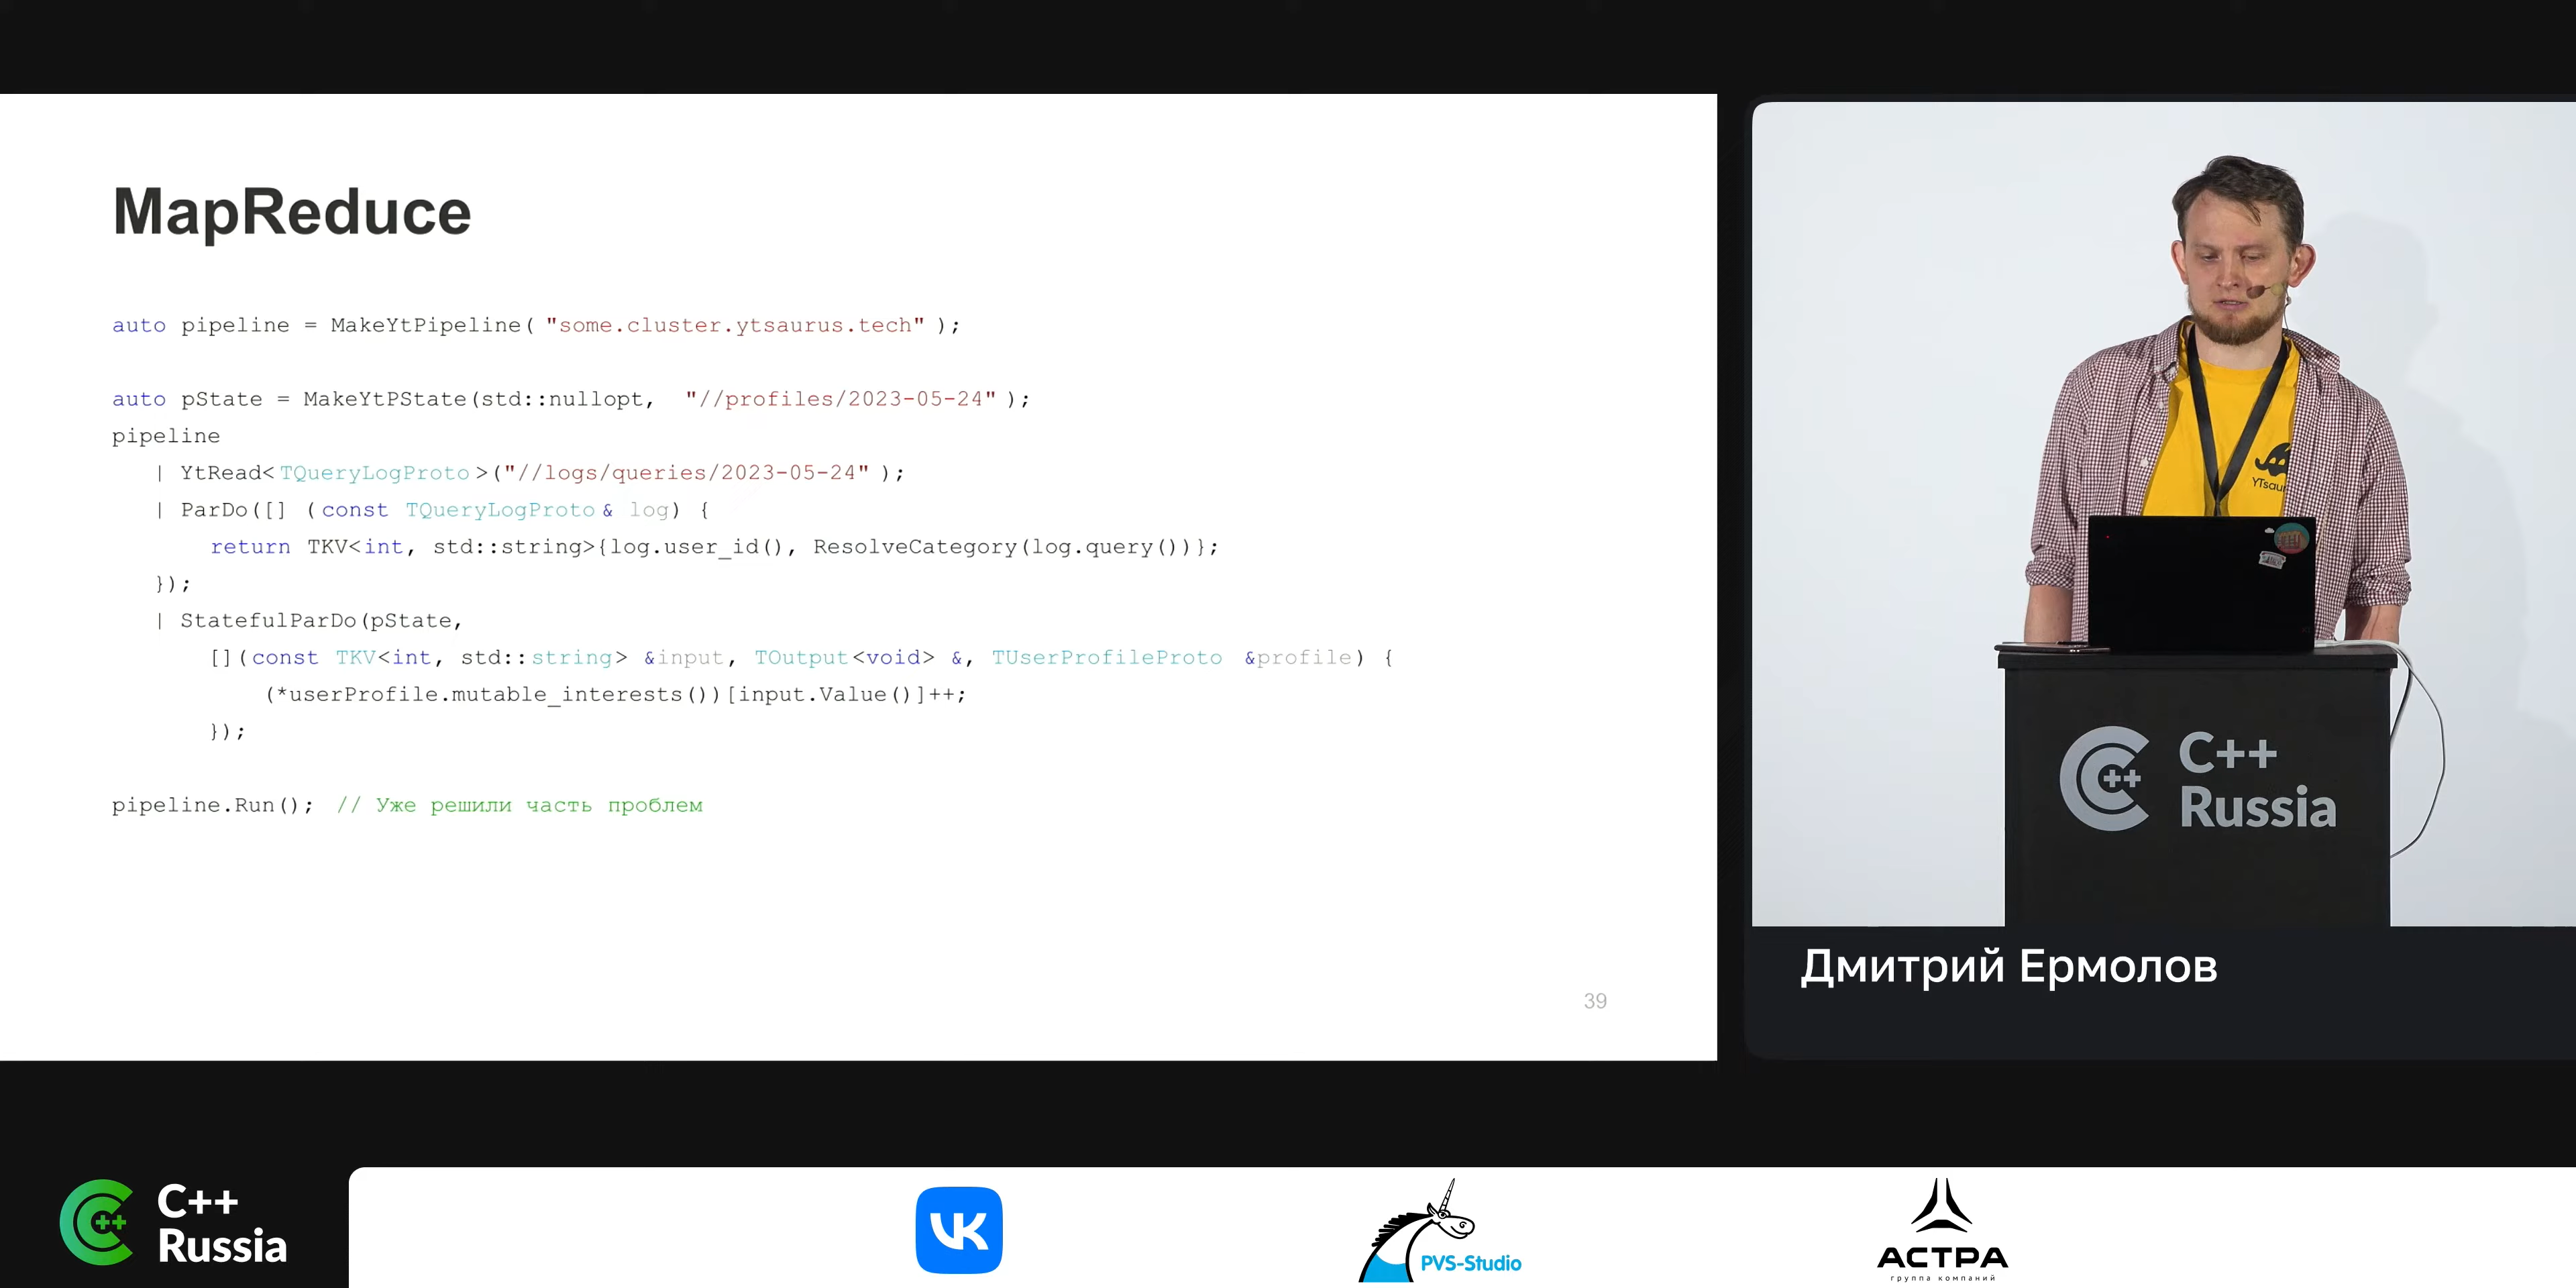 MapReduce
auto pipeline = MakeYtPipeline( "some.cluster.ytsaurus.tech" );
auto pState = MakeYtPState(std::nullopt, "//profiles/2023-05-24" );
pipeline
| YtRead< TQueryLogProto >("//logs/queries/2023-05-24" );
| ParDo([] (const TQueryLogProto & log) {
return TKV<int, std::string>{log.user_id(), ResolveCategory(log.query())};
});
| StatefulParDo(pState,
[](const TKV<int, std::string> &input, TOutput<void> &, TUserProfileProto &profile) {
(*userProfile.mutable_interests())[input.Value()]++;
});
pipeline.Run(); // Уже решили часть проблем
39
YTsau
C++
C++
Russia
Дмитрий Ермолов
C++
Russia
VK
PVS-Studio
АСТРА
группа компаний